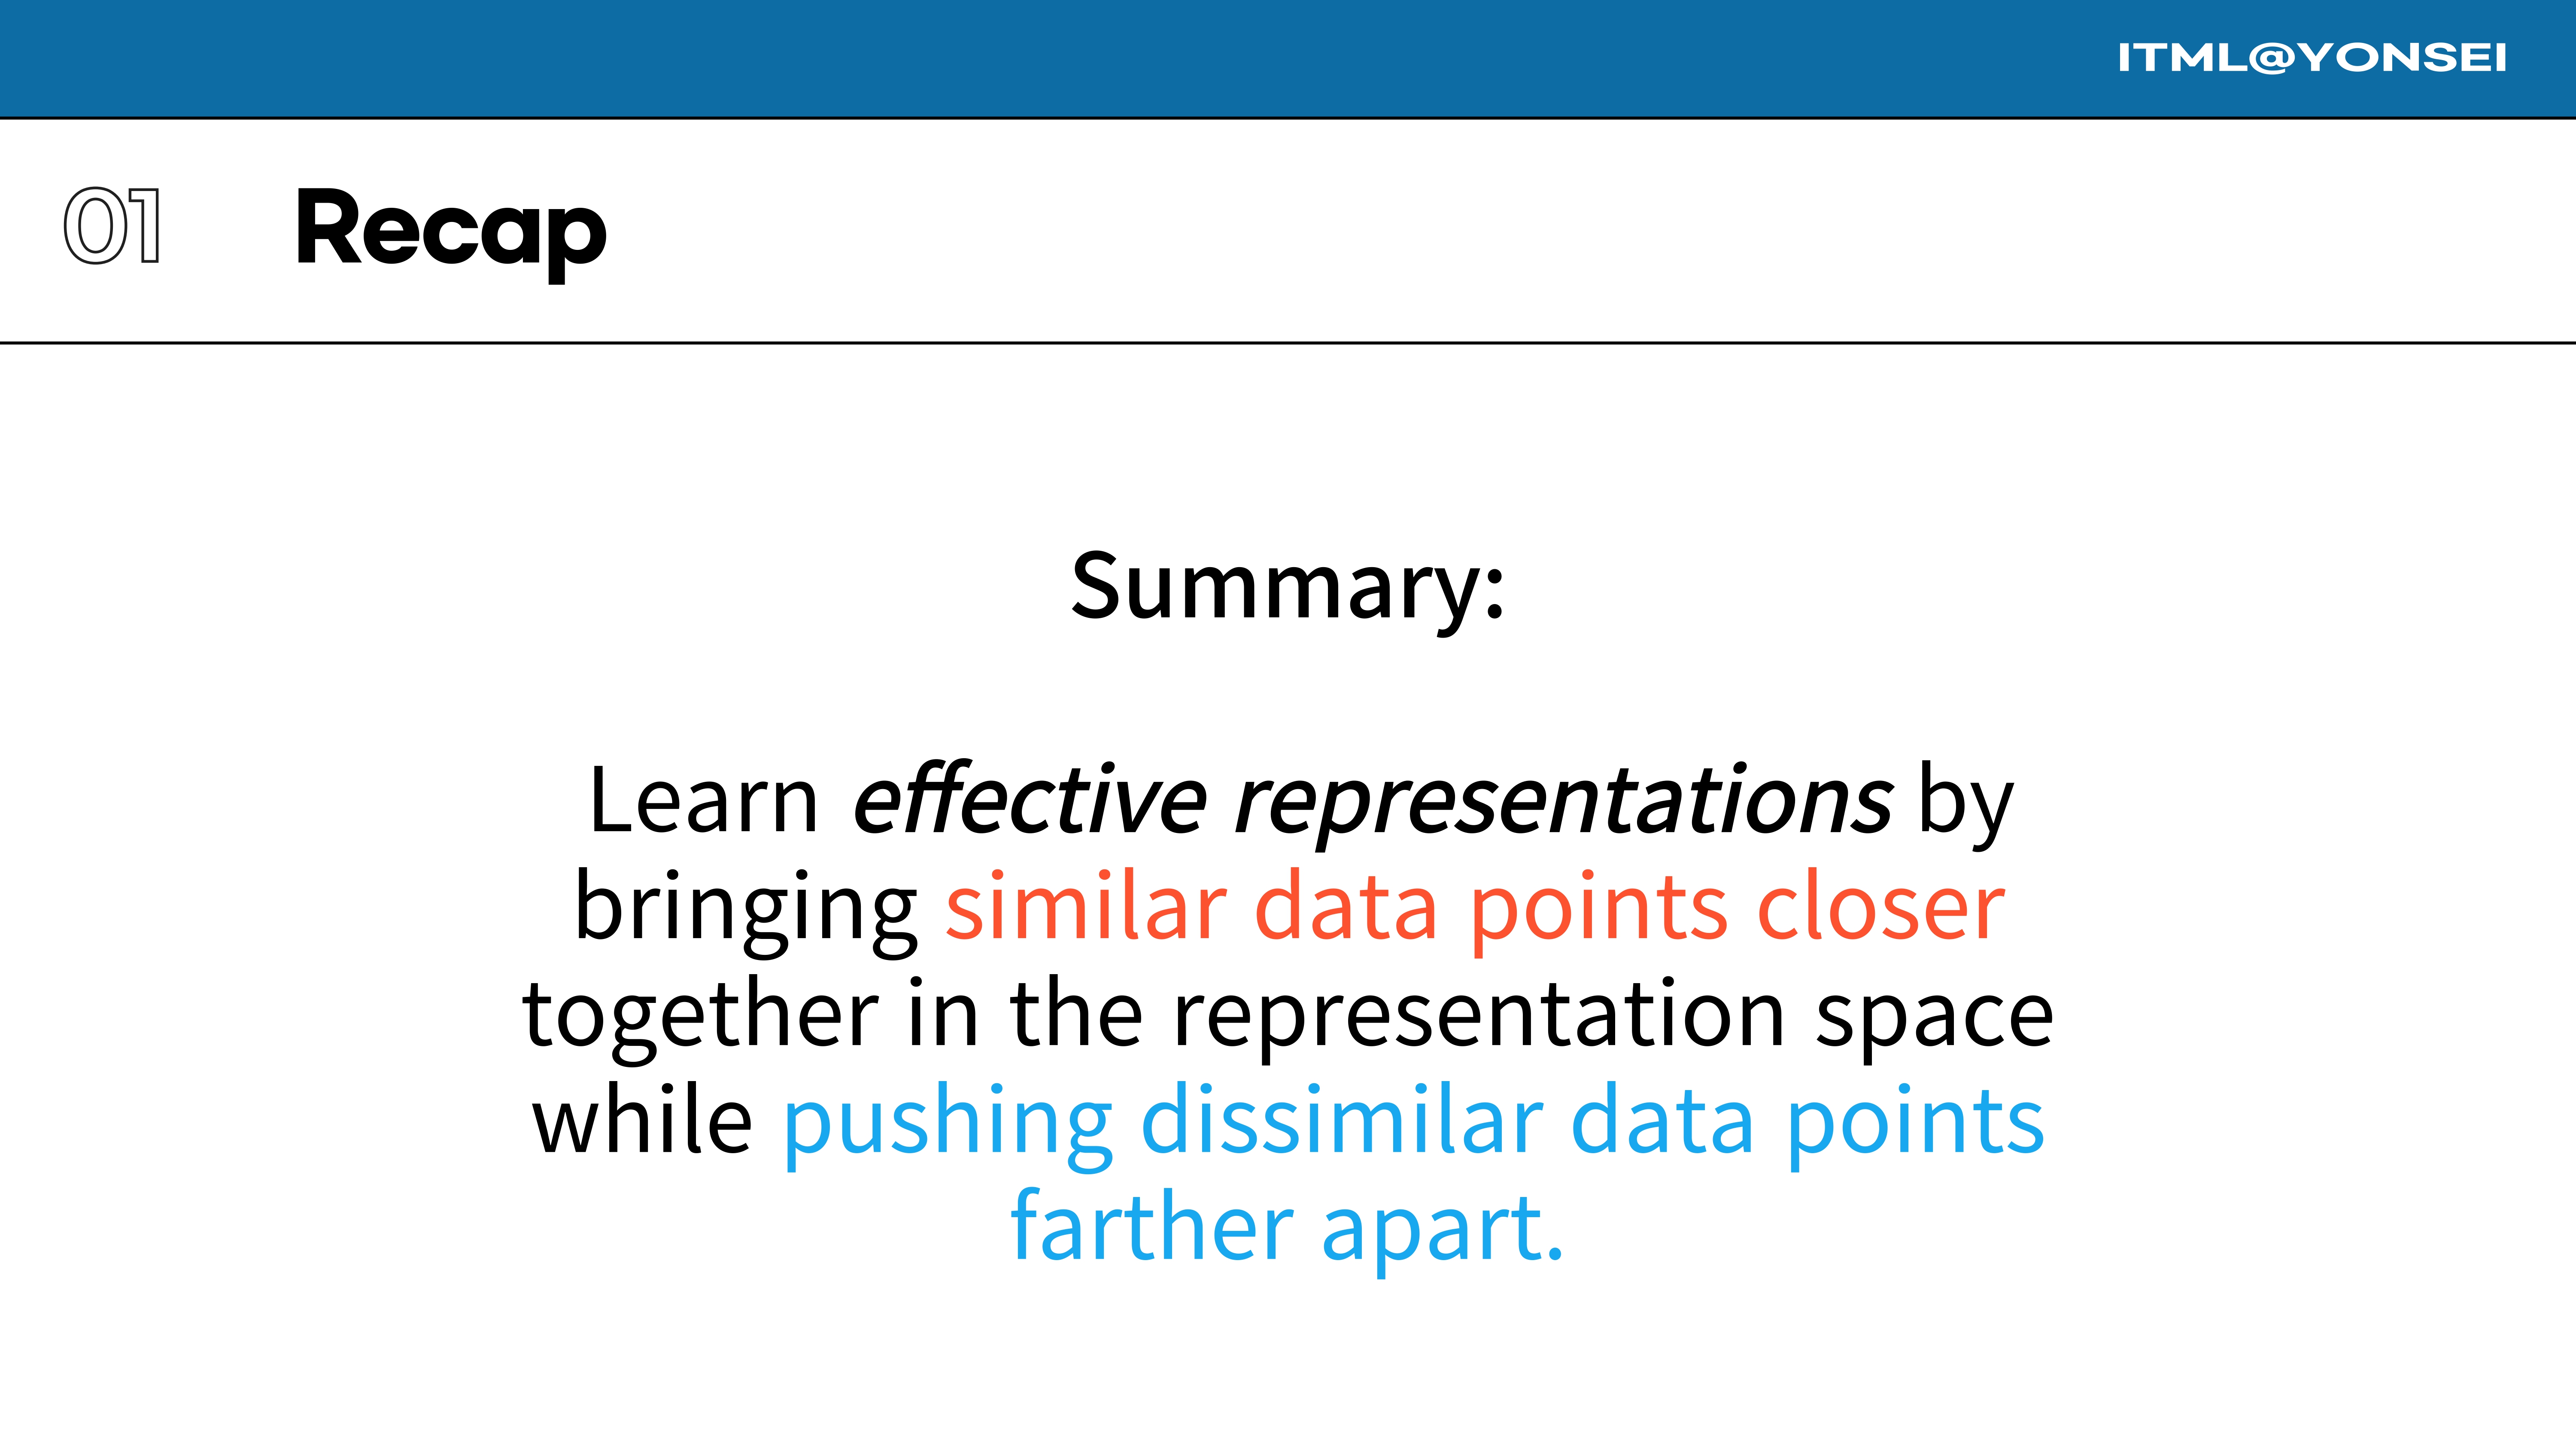 ITML@YONSEI
01 Recap
Summary:
Learn effective representations by
bringing similar data points closer
together in the representation space
while pushing dissimilar data points
farther apart.